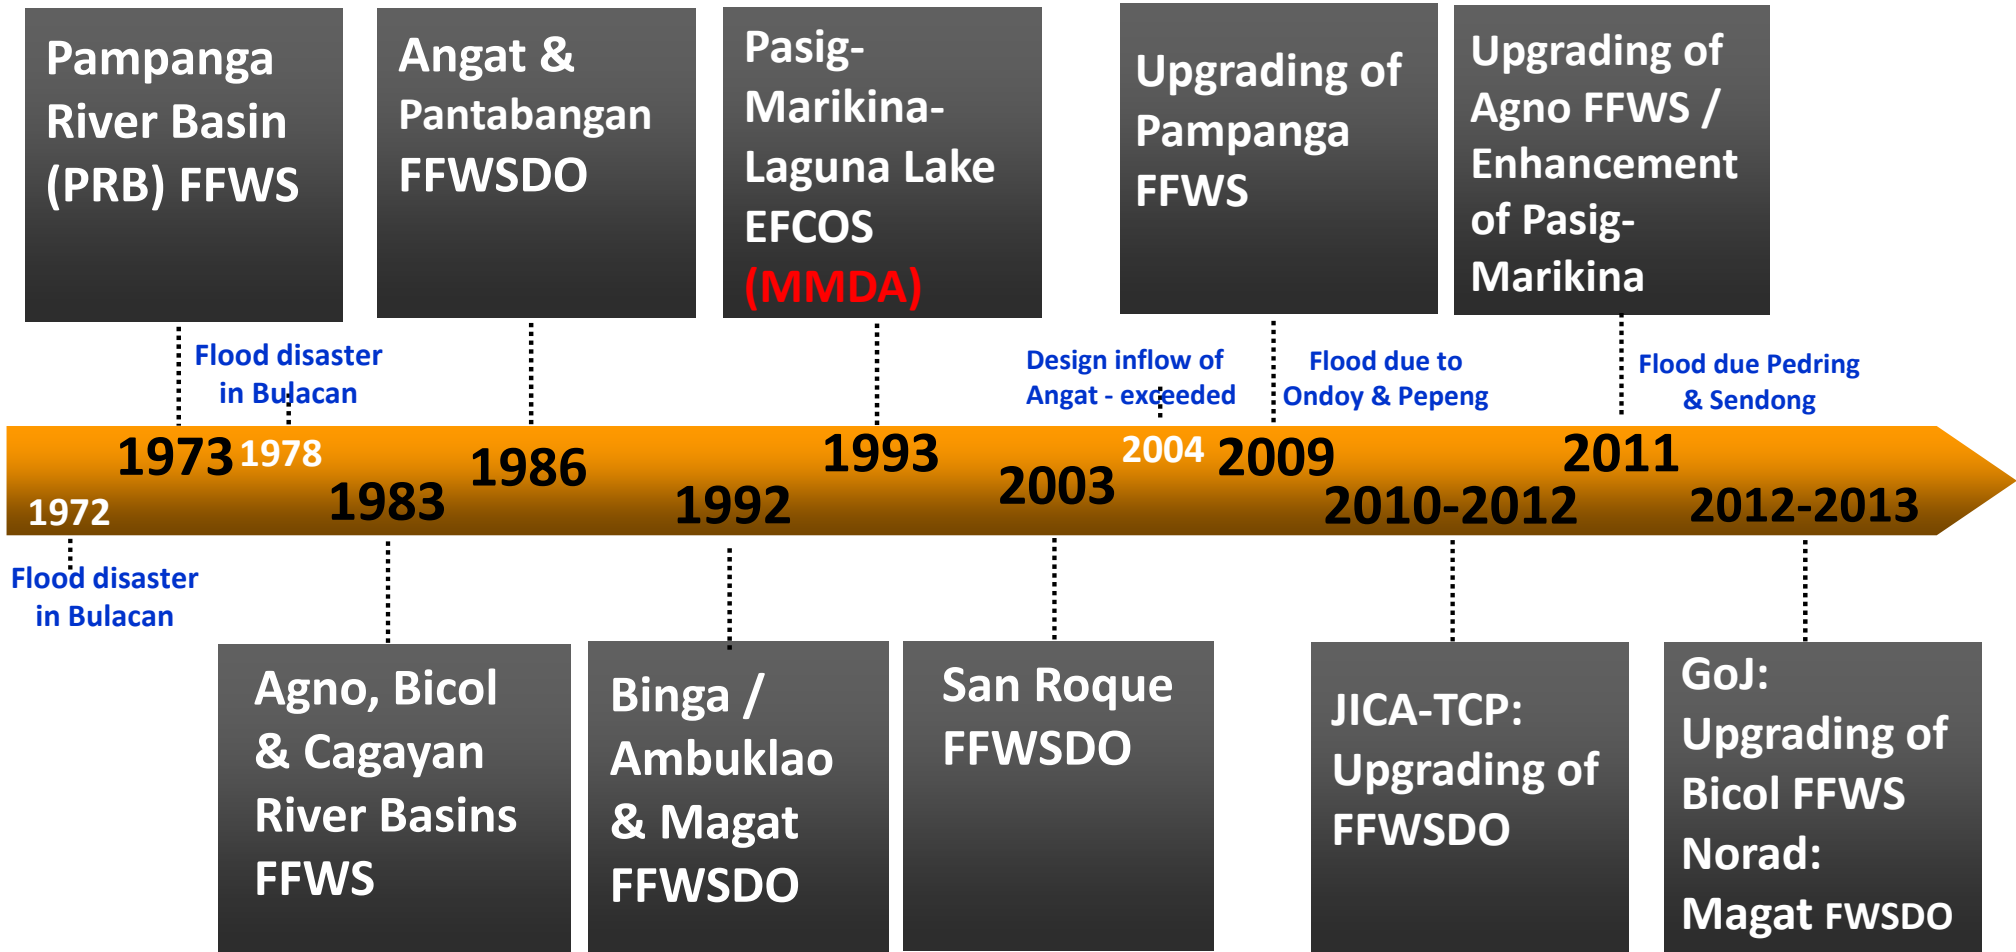 Pampanga
River Basin
(PRB) FFWS
Angat &
Pantabangan
FFWSDO
Pasig-
Marikina-
Laguna Lake
EFCOS
(MMDA)
Upgrading of
Pampanga
FFWS
Upgrading of
Agno FFWS /
Enhancement
of Pasig-
Marikina
Flood disaster
in Bulacan
Design inflow of
Angat - exceeded
Flood due to
Ondoy & Pepeng
Flood due Pedring
& Sendong
1972
1973
1978
1983
1986
1992
1993
2003
2004
2009
2010-2012
2011
2012-2013
Flood disaster
in Bulacan
Agno, Bicol
& Cagayan
River Basins
FFWS
Binga /
Ambuklao
& Magat
FFWSDO
San Roque
FFWSDO
JICA-TCP:
Upgrading of
FFWSDO
GoJ:
Upgrading of
Bicol FFWS
Norad:
Magat FWSDO